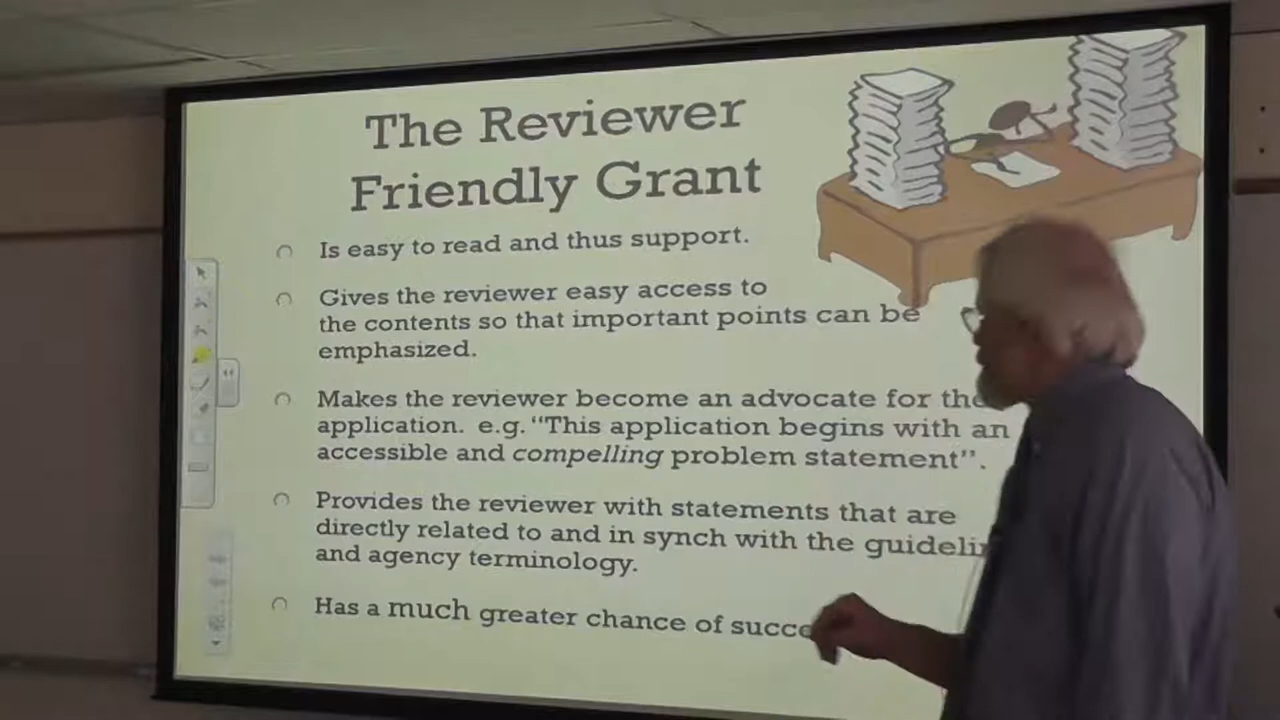 The Reviewer
Friendly Grant
Is easy to read and thus support.
Gives the reviewer easy access to
the contents so that important points can be
emphasized.
Makes the reviewer become an advocate for the
application. e.g. “This application begins with an
accessible and compelling problem statement”.
Provides the reviewer with statements that are
directly related to and in synch with the
and agency terminology.
Has a much greater chance of